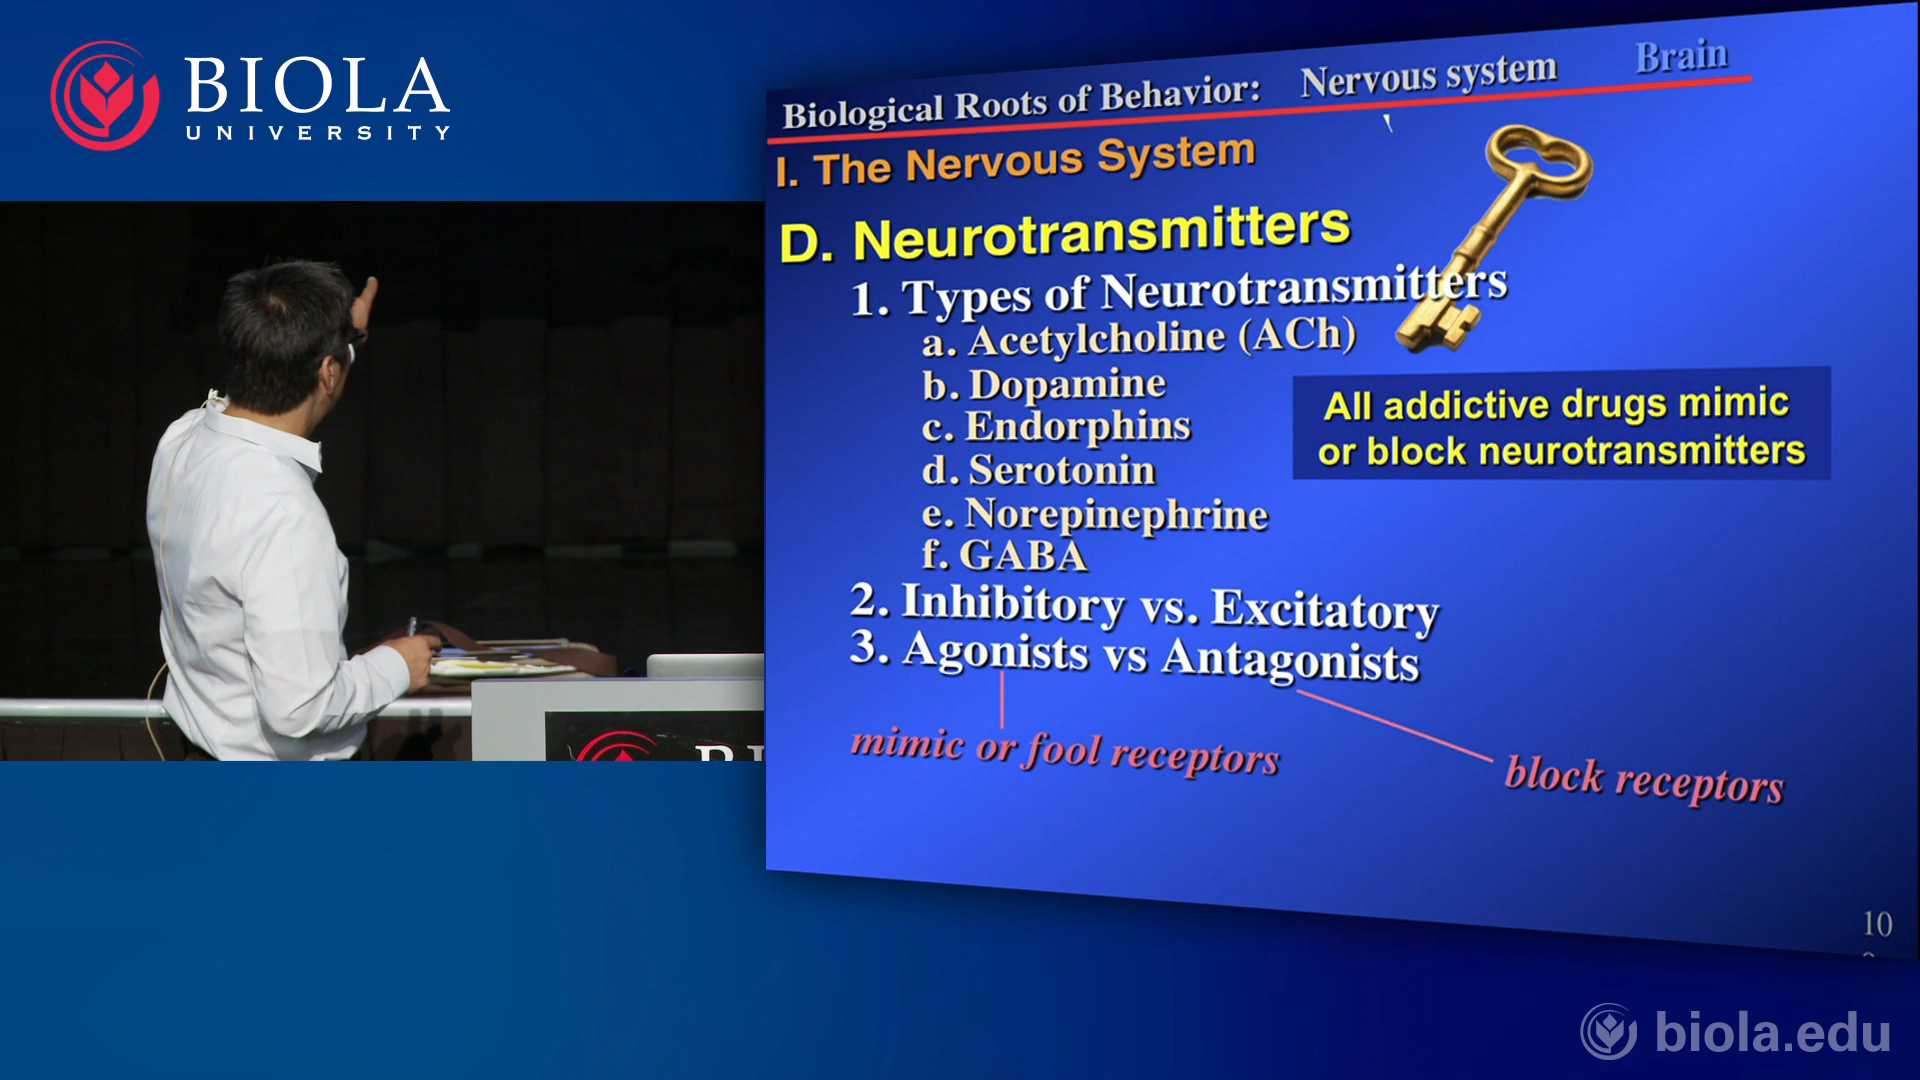 BIOLA
UNIVERSITY
Biological Roots of Behavior: Nervous system Brain
I. The Nervous System
D. Neurotransmitters
1. Types of Neurotransmitters
a. Acetylcholine (ACh)
b. Dopamine
c. Endorphins
d. Serotonin
e. Norepinephrine
f. GABA
All addictive drugs mimic
or block neurotransmitters
2. Inhibitory vs. Excitatory
3. Agonists vs Antagonists
mimic or fool receptors
block receptors
10
biola.edu